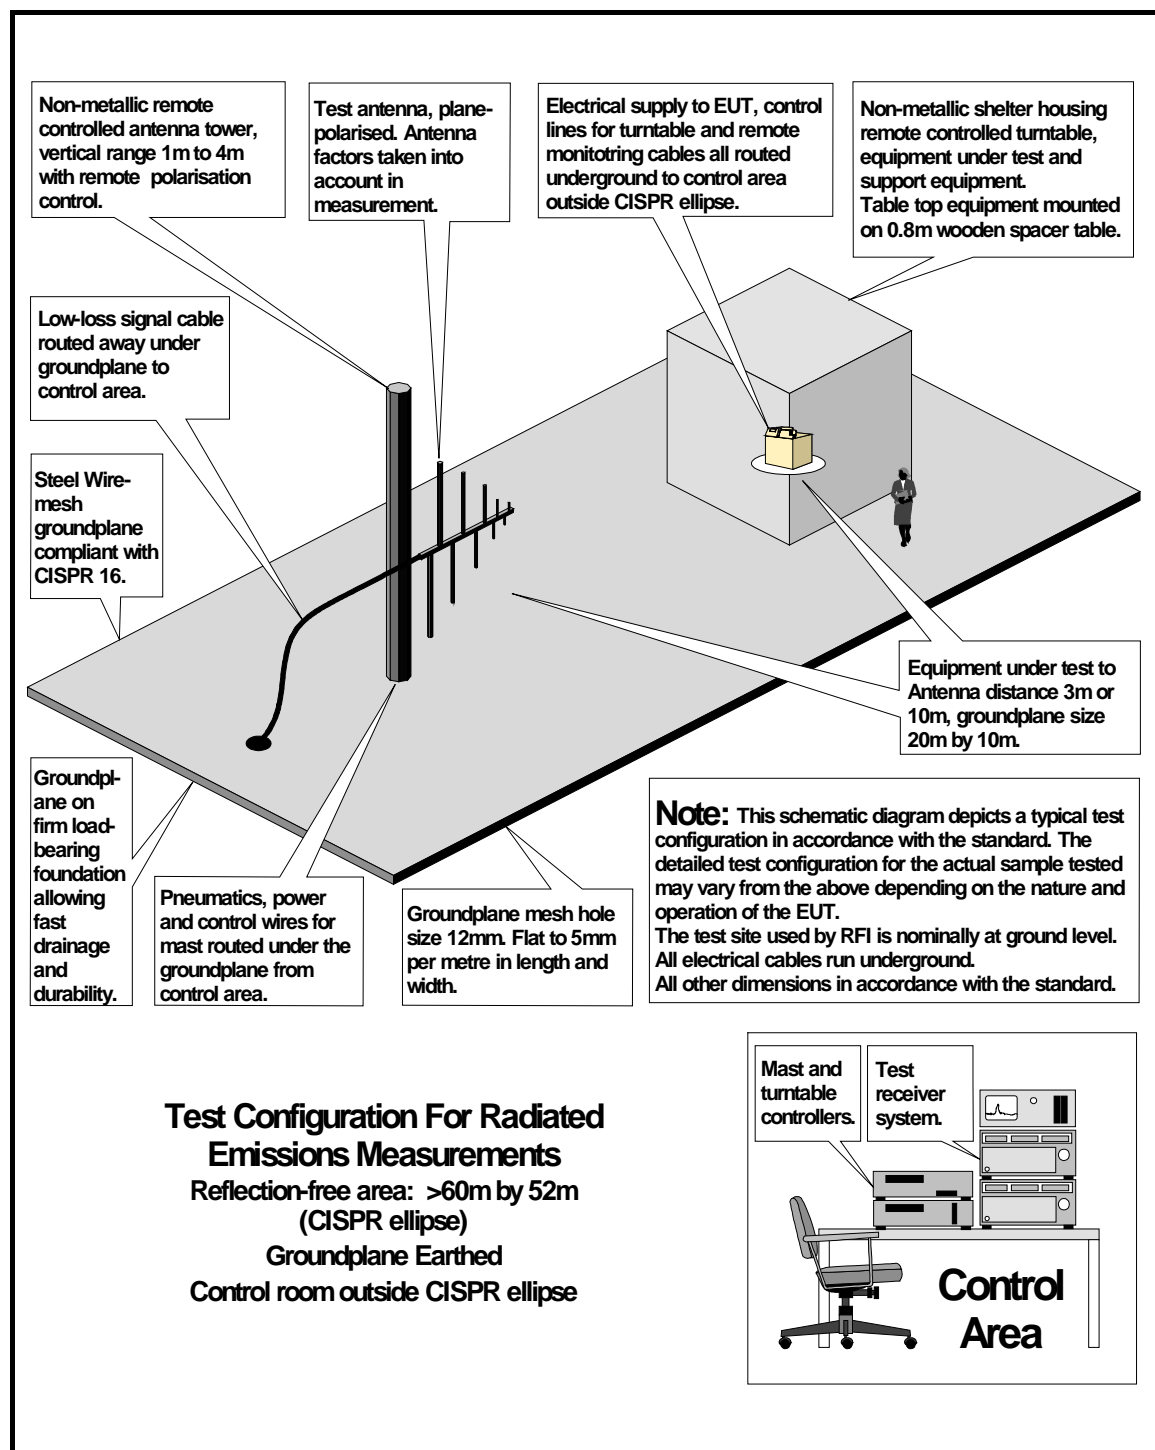 Non-metallic remote
controlled antenna tower,
vertical range 1m to 4m
with remote polarisation
control.
Test antenna, plane-
polarised. Antenna
factors taken into
account in
measurement.
Electrical supply to EUT, control
lines for turntable and remote
monitotring cables all routed
underground to control area
outside CISPR ellipse.
Non-metallic shelter housing
remote controlled turntable,
equipment under test and
support equipment.
Table top equipment mounted
on 0.8m wooden spacer table.
Low-loss signal cable
routed away under
groundplane to
control area.
Steel Wire-
mesh
groundplane
compliant with
CISPR 16.
Equipment under test to
Antenna distance 3m or
10m, groundplane size
20m by 10m.
Groundpl-
ane on
firm load-
bearing
foundation
allowing
fast
drainage
and
durability.
Pneumatics, power
and control wires for
mast routed under the
groundplane from
control area.
Groundplane mesh hole
size 12mm. Flat to 5mm
per metre in length and
width.
Note: This schematic diagram depicts a typical test
configuration in accordance with the standard. The
detailed test configuration for the actual sample tested
may vary from the above depending on the nature and
operation of the EUT.
The test site used by RFI is nominally at ground level.
All electrical cables run underground.
All other dimensions in accordance with the standard.
Test Configuration For Radiated
Emissions Measurements
Reflection-free area: >60m by 52m
(CISPR ellipse)
Groundplane Earthed
Control room outside CISPR ellipse
Mast and
turntable
controllers.
Test
receiver
system.
Control
Area